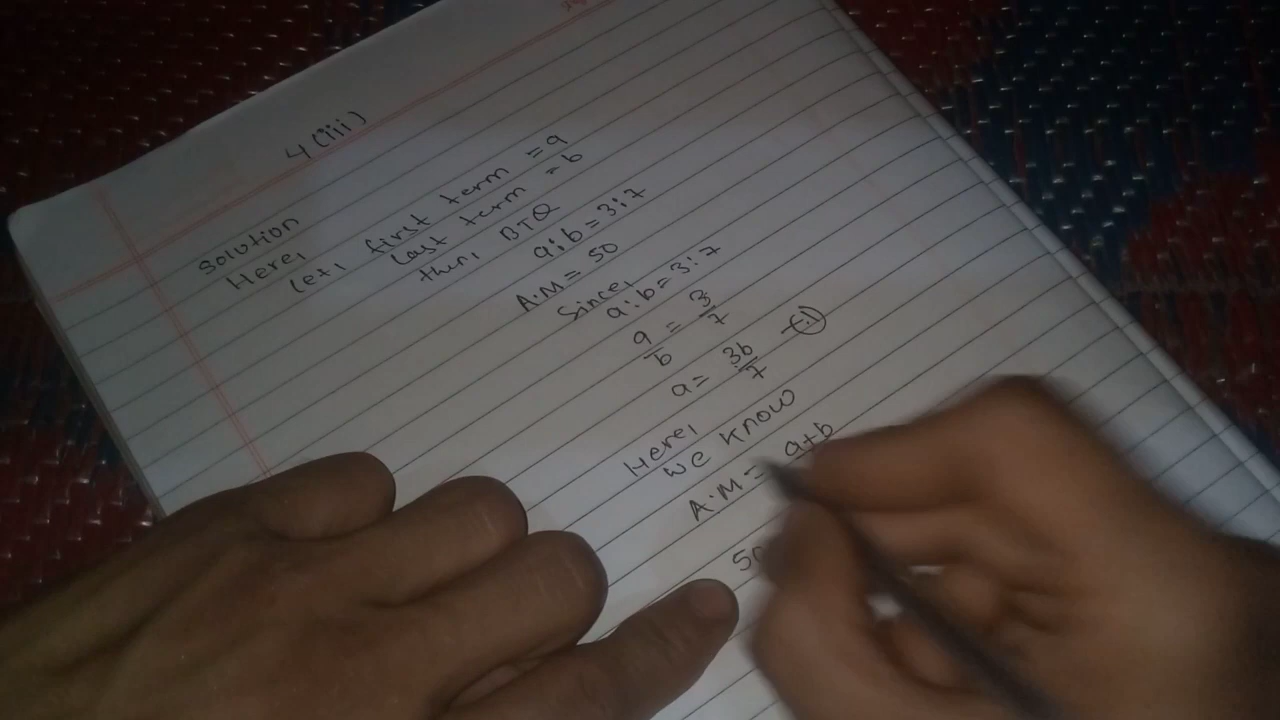 4(iii)
Solution
Here,
let, first term = a
last term = b
then, BTQ
a:b = 3:7
A.M = 50
Since,
a:b = 3:7
a/b = 3/7
a = 3b/7 —(i)
Here,
we know
A.M = a+b
50